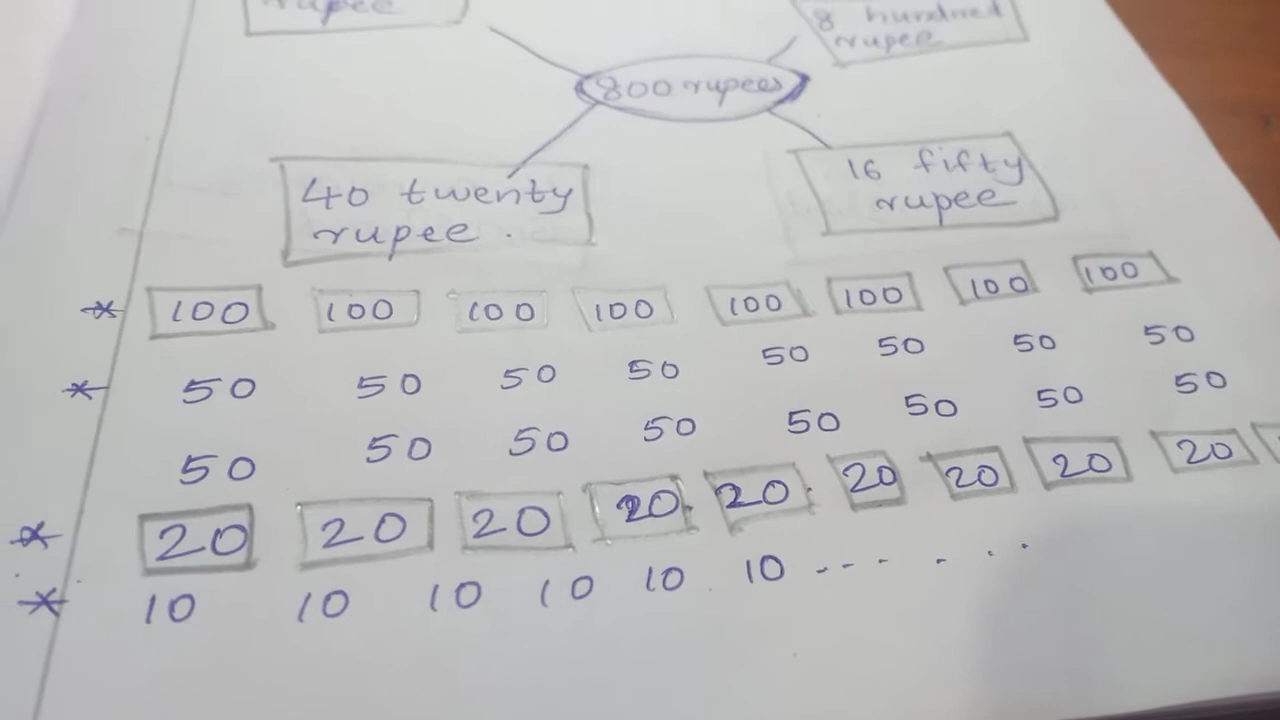 rupee
8 hundred
rupee
800 rupees
40 twenty
rupee.
16 fifty
rupee
* 100 100 100 100 100 100 100 100
* 50 50 50 50 50 50 50 50
50 50 50 50 50 50 50 50
* 20 20 20 20 20 20 20 20 20
* 10 10 10 10 10 10 ------